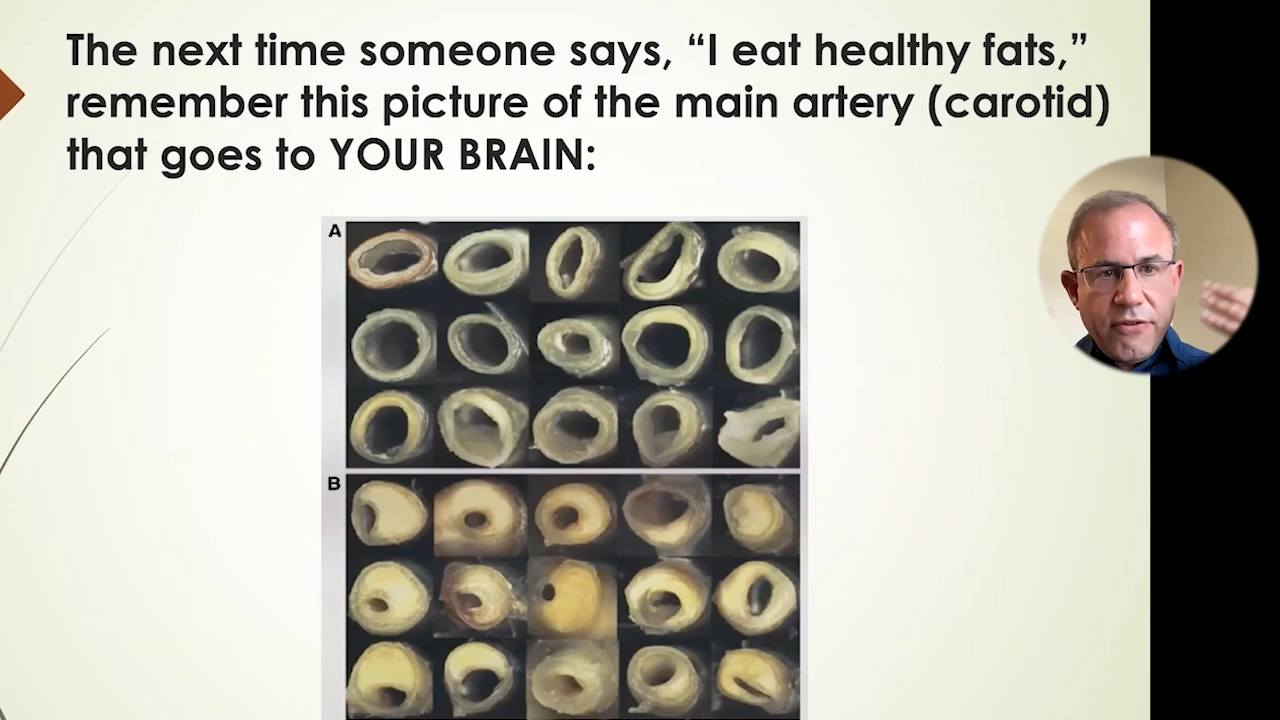 The next time someone says, “I eat healthy fats,”
remember this picture of the main artery (carotid)
that goes to YOUR BRAIN:
A
B